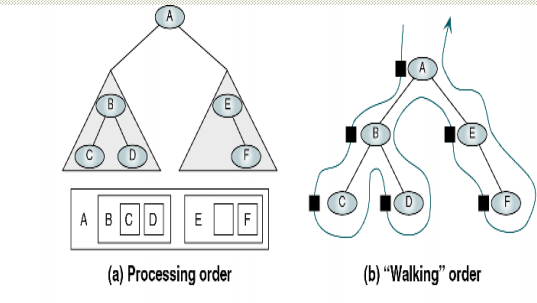 A
B
E
C
D
F
A B C D E F
(a) Processing order
A
B
E
C
D
F
(b) “Walking” order